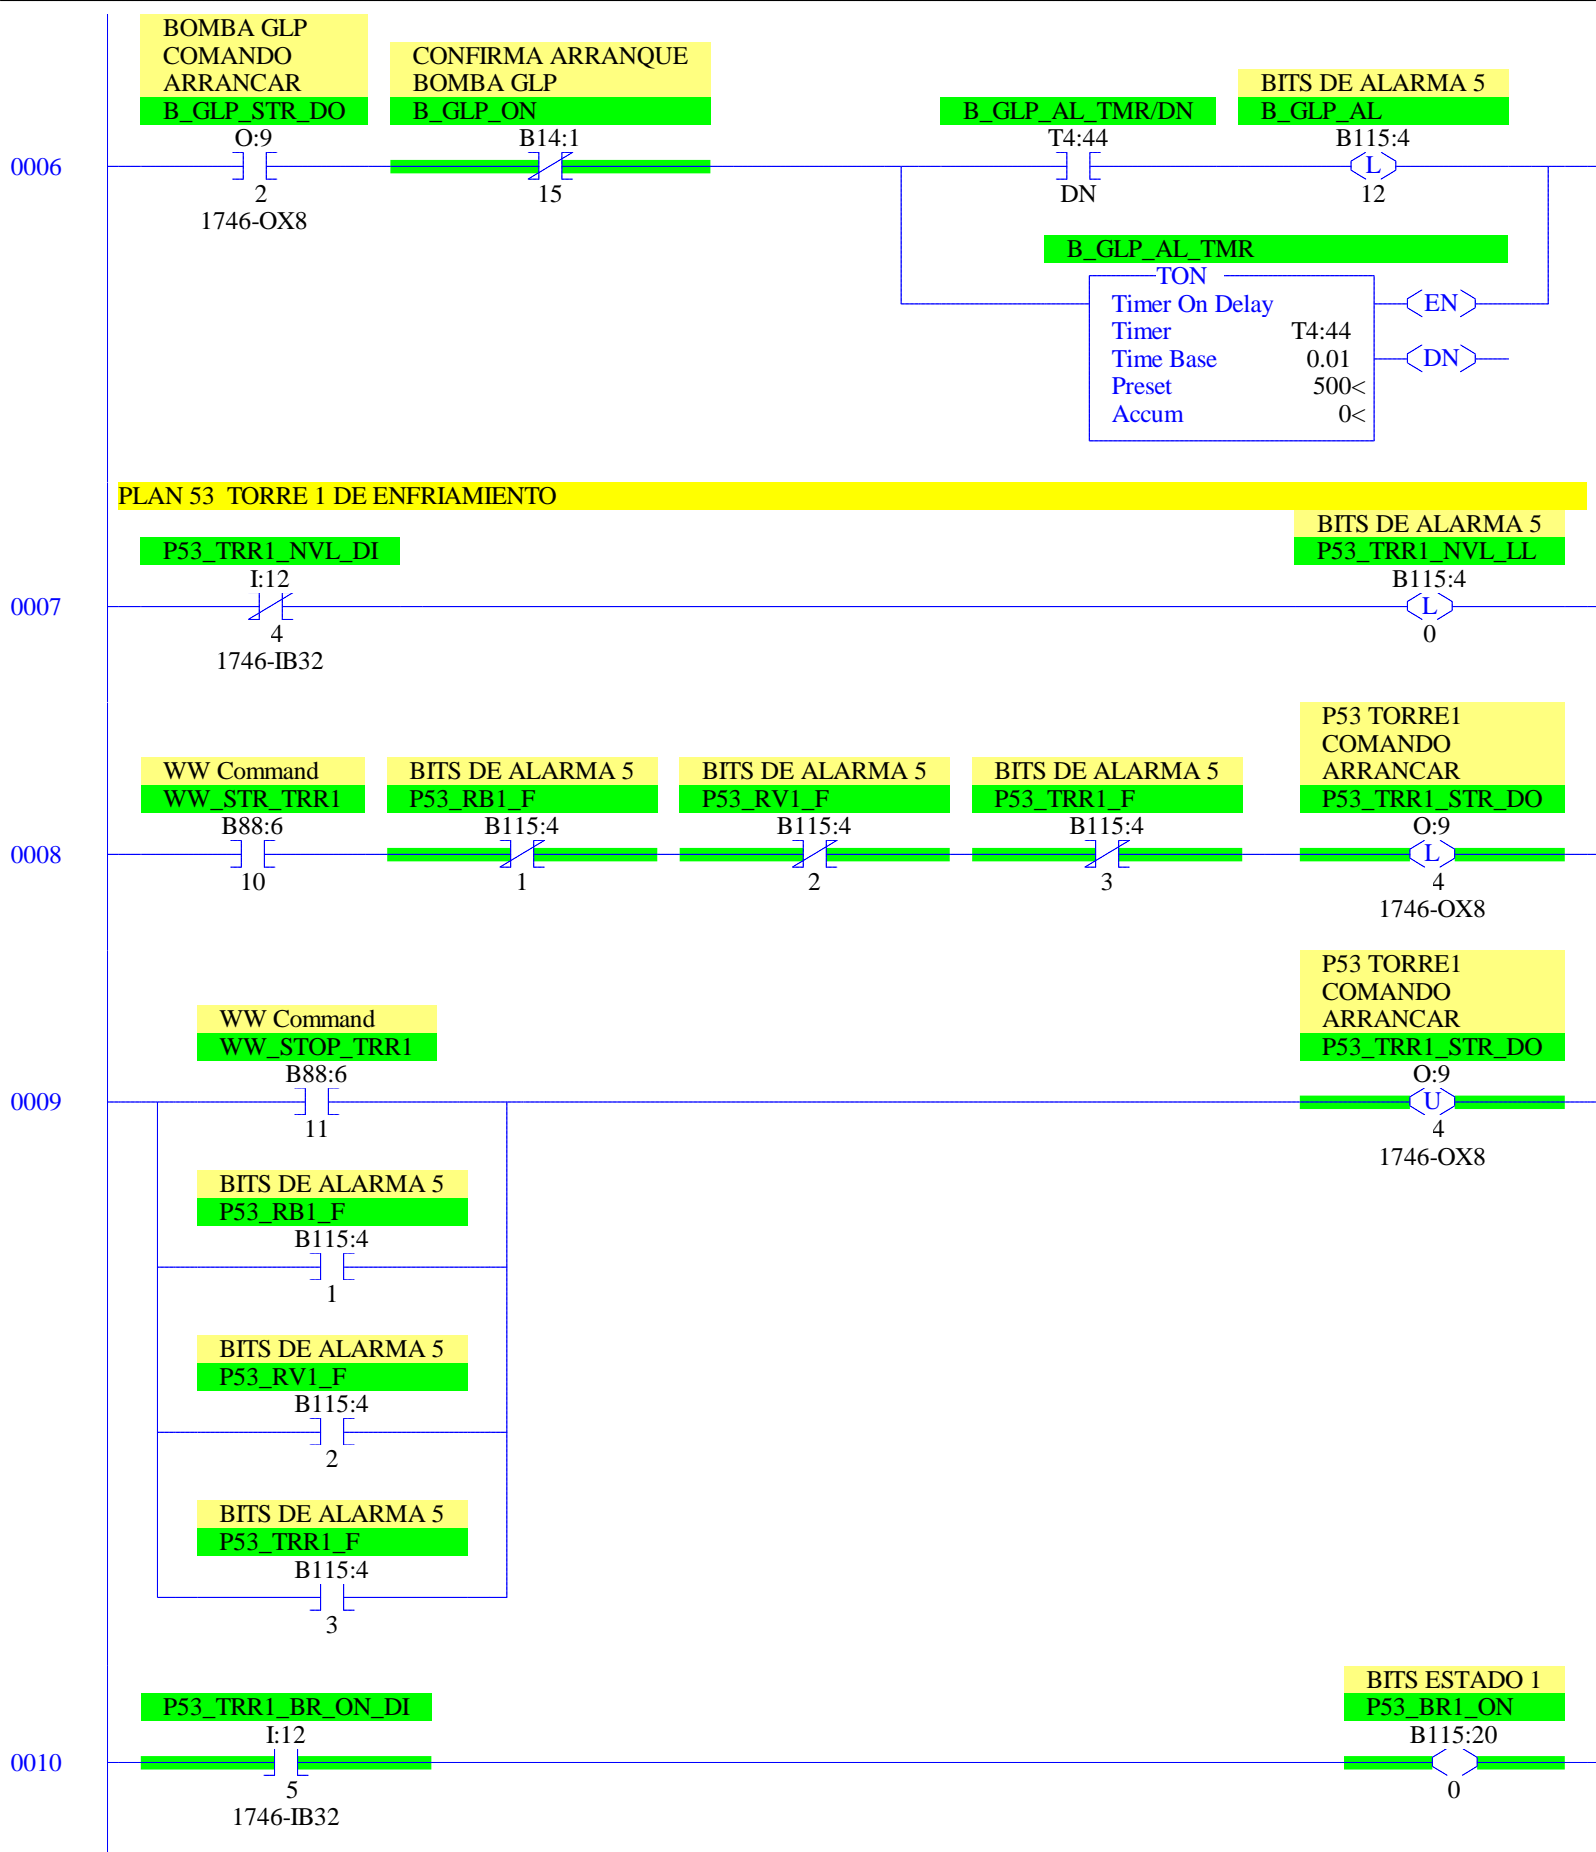 BOMBA GLP
COMANDO
ARRANCAR
B_GLP_STR_DO
O:9
2
1746-OX8
CONFIRMA ARRANQUE
BOMBA GLP
B_GLP_ON
B14:1
15
B_GLP_AL_TMR/DN
T4:44
DN
BITS DE ALARMA 5
B_GLP_AL
B115:4
L
12
0006
B_GLP_AL_TMR
TON
Timer On Delay
Timer T4:44
Time Base 0.01
Preset 500<
Accum 0<
EN
DN
PLAN 53 TORRE 1 DE ENFRIAMIENTO
P53_TRR1_NVL_DI
I:12
4
1746-IB32
BITS DE ALARMA 5
P53_TRR1_NVL_LL
B115:4
L
0
0007
WW Command
WW_STR_TRR1
B88:6
10
BITS DE ALARMA 5
P53_RB1_F
B115:4
1
BITS DE ALARMA 5
P53_RV1_F
B115:4
2
BITS DE ALARMA 5
P53_TRR1_F
B115:4
3
P53 TORRE1
COMANDO
ARRANCAR
P53_TRR1_STR_DO
O:9
L
4
1746-OX8
0008
WW Command
WW_STOP_TRR1
B88:6
11
P53 TORRE1
COMANDO
ARRANCAR
P53_TRR1_STR_DO
O:9
U
4
1746-OX8
0009
BITS DE ALARMA 5
P53_RB1_F
B115:4
1
BITS DE ALARMA 5
P53_RV1_F
B115:4
2
BITS DE ALARMA 5
P53_TRR1_F
B115:4
3
P53_TRR1_BR_ON_DI
I:12
5
1746-IB32
BITS ESTADO 1
P53_BR1_ON
B115:20
0
0010